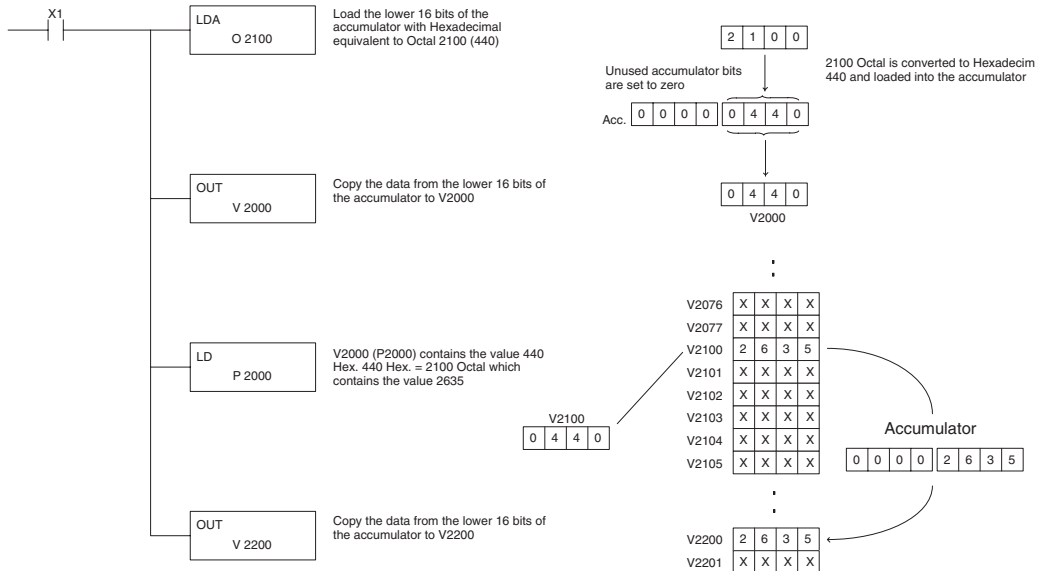 X1
LDA
O 2100
Load the lower 16 bits of the
accumulator with Hexadecimal
equivalent to Octal 2100 (440)
2 1 0 0
2100 Octal is converted to Hexadecim
440 and loaded into the accumulator
Unused accumulator bits
are set to zero
Acc. 0 0 0 0 0 4 4 0
OUT
V 2000
Copy the data from the lower 16 bits of
the accumulator to V2000
0 4 4 0
V2000
V2076 X X X X
V2077 X X X X
V2100 2 6 3 5
V2101 X X X X
V2102 X X X X
V2103 X X X X
V2104 X X X X
V2105 X X X X
LD
P 2000
V2000 (P2000) contains the value 440
Hex. 440 Hex. = 2100 Octal which
contains the value 2635
V2100
0 4 4 0
Accumulator
0 0 0 0 2 6 3 5
OUT
V 2200
Copy the data from the lower 16 bits of
the accumulator to V2200
V2200 2 6 3 5
V2201 X X X X